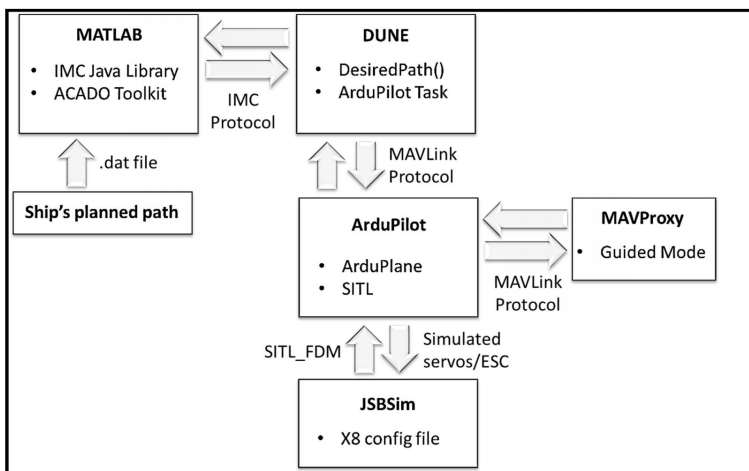 MATLAB
• IMC Java Library
• ACADO Toolkit
IMC
Protocol
DUNE
• DesiredPath()
• ArduPilot Task
.dat file
Ship's planned path
MAVLink
Protocol
ArduPilot
• ArduPlane
• SITL
MAVLink
Protocol
MAVProxy
• Guided Mode
SITL_FDM
Simulated
servos/ESC
JSBSim
• X8 config file